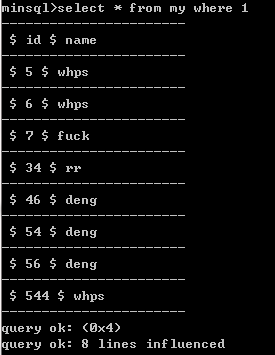 minsql>select * from my where 1
-----------------------
$ id $ name
-----------------------
$ 5 $ whps
-----------------------
$ 6 $ whps
-----------------------
$ 7 $ fuck
-----------------------
$ 34 $ rr
-----------------------
$ 46 $ deng
-----------------------
$ 54 $ deng
-----------------------
$ 56 $ deng
-----------------------
$ 544 $ whps
-----------------------
query ok: (0x4)
query ok: 8 lines influenced